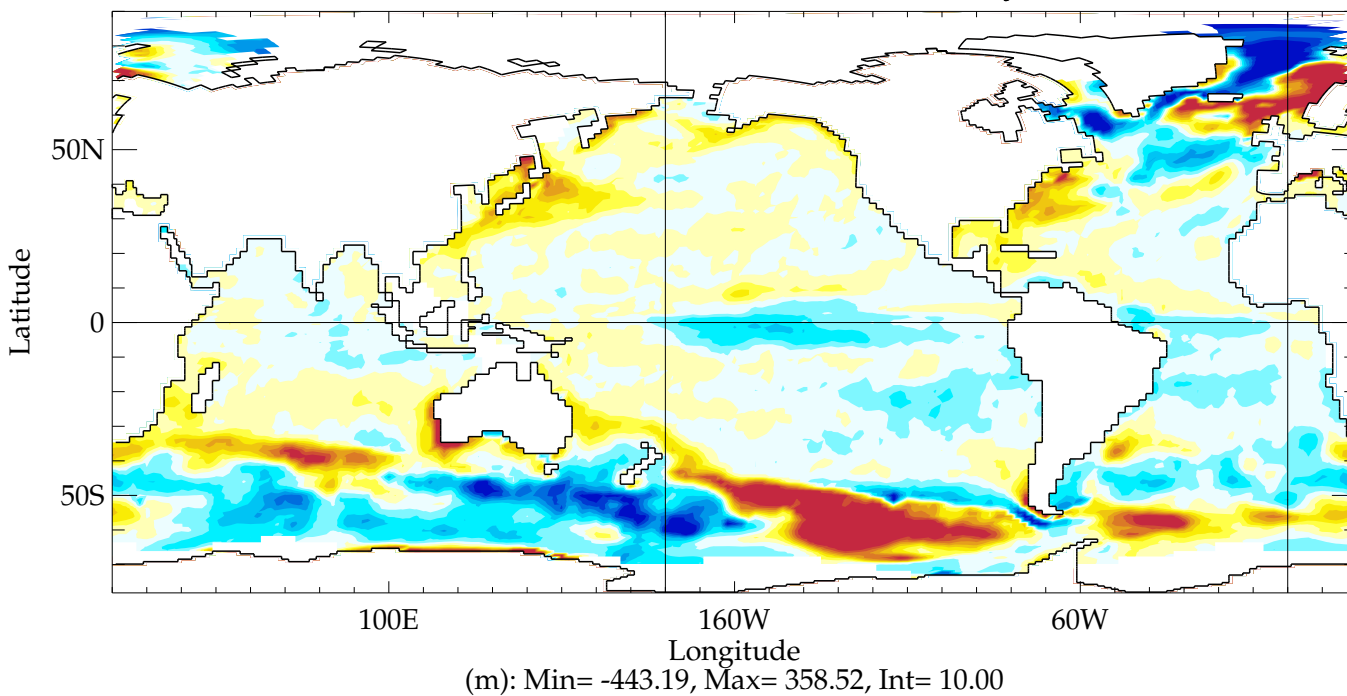 50N
0
50S
Latitude
100E
160W
60W
Longitude
(m): Min= -443.19, Max= 358.52, Int= 10.00